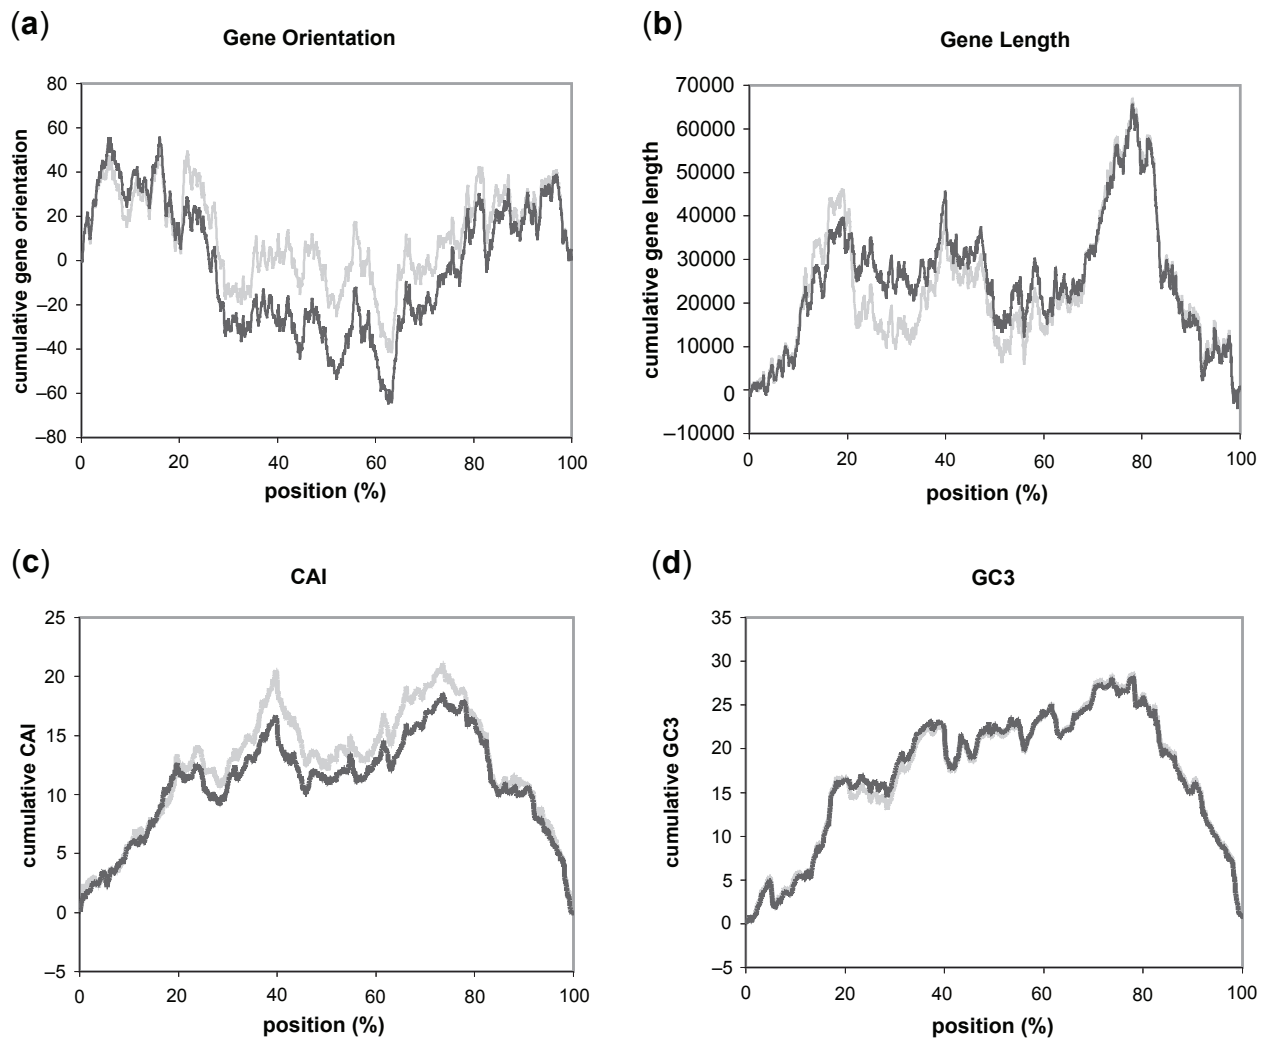 (a)
Gene Orientation
80
60
40
20
0
–20
–40
–60
–80
cumulative gene orientation
0 20 40 60 80 100
position (%)
(b)
Gene Length
70000
60000
50000
40000
30000
20000
10000
0
–10000
cumulative gene length
0 20 40 60 80 100
position (%)
(c)
CAI
25
20
15
10
5
0
–5
cumulative CAI
0 20 40 60 80 100
position (%)
(d)
GC3
35
30
25
20
15
10
5
0
–5
cumulative GC3
0 20 40 60 80 100
position (%)